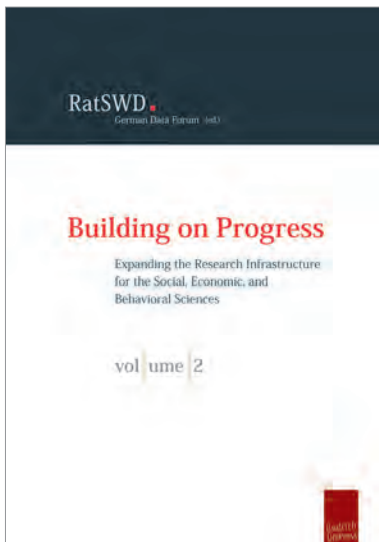 RatSWD.
German Data Forum (ed.)
Building on Progress
Expanding the Research Infrastructure
for the Social, Economic, and
Behavioral Sciences
vol ume 2